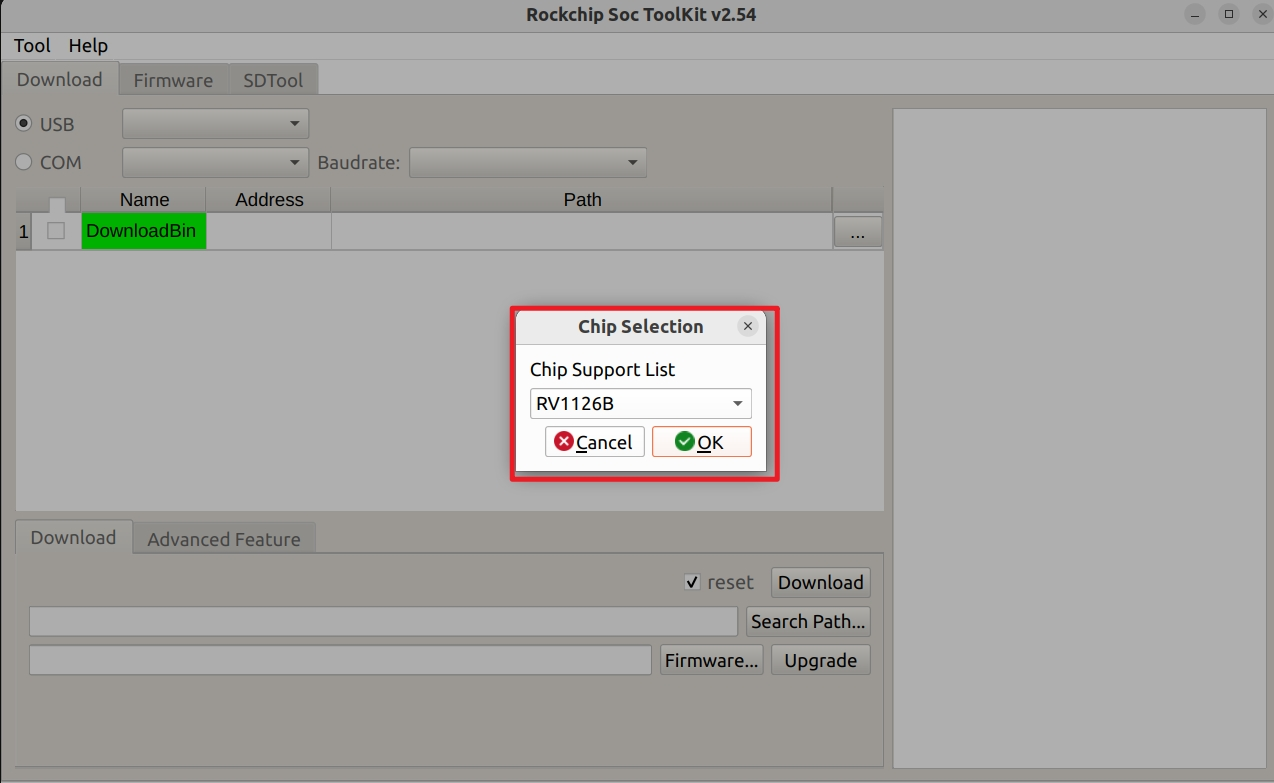 Rockchip Soc ToolKit v2.54
Tool Help
Download Firmware SDTool
USB
COM Baudrate:
Name Address Path
1 DownloadBin ...
Chip Selection
Chip Support List
RV1126B
Cancel OK
Download Advanced Feature
reset Download
Search Path...
Firmware... Upgrade